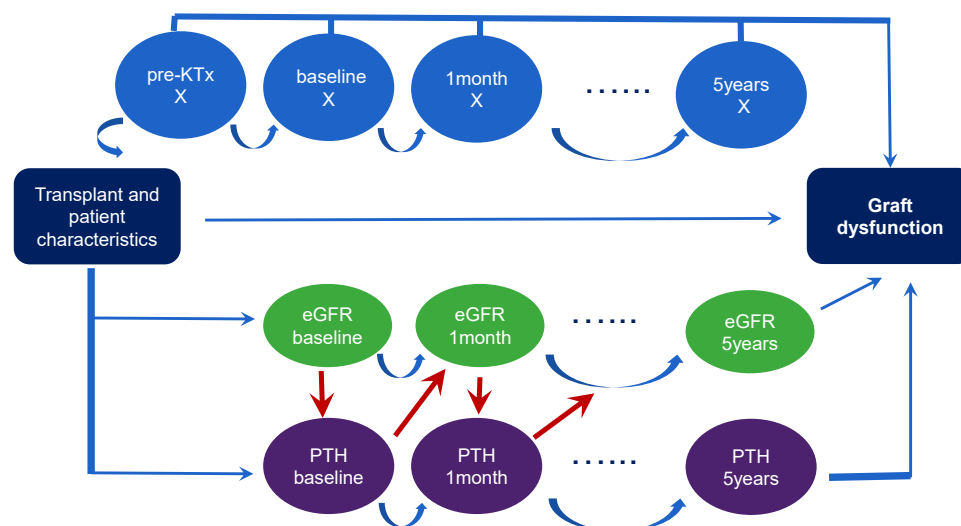 pre-KTx
X
baseline
X
1month
X
......
5years
X
Transplant and
patient
characteristics
Graft
dysfunction
eGFR
baseline
eGFR
1month
......
eGFR
5years
PTH
baseline
PTH
1month
......
PTH
5years